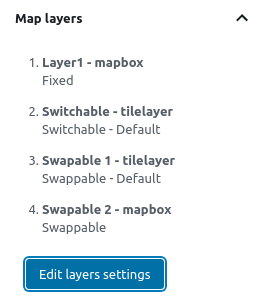 Map layers
1. Layer1 - mapbox
Fixed
2. Switchable - tilelayer
Switchable - Default
3. Swapable 1 - tilelayer
Swappable - Default
4. Swapable 2 - mapbox
Swappable
Edit layers settings